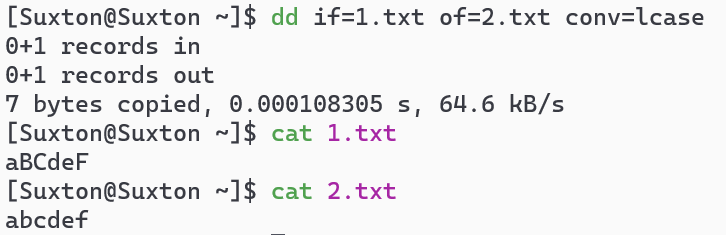 [Suxton@Suxton ~]$ dd if=1.txt of=2.txt conv=lcase
0+1 records in
0+1 records out
7 bytes copied, 0.000108305 s, 64.6 kB/s
[Suxton@Suxton ~]$ cat 1.txt
aBCdeF
[Suxton@Suxton ~]$ cat 2.txt
abcdef